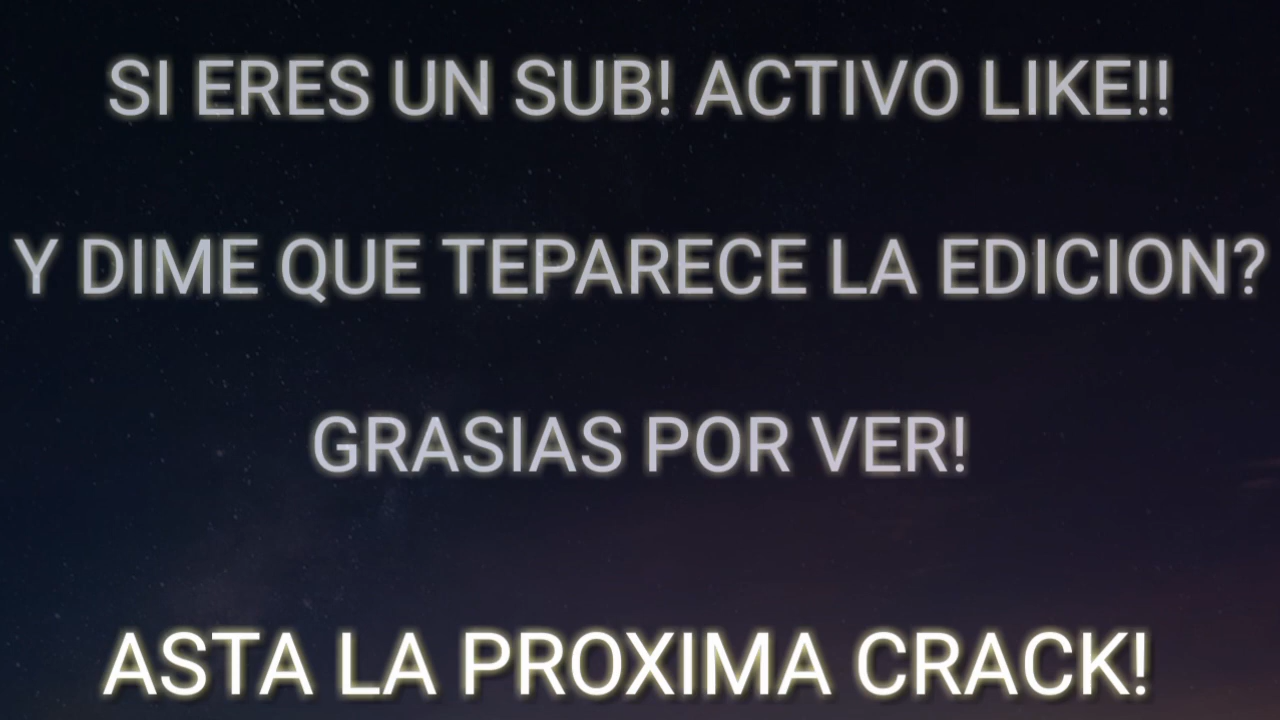 SI ERES UN SUB! ACTIVO LIKE!!
Y DIME QUE TEPARECE LA EDICION?
GRASIAS POR VER!
ASTA LA PROXIMA CRACK!